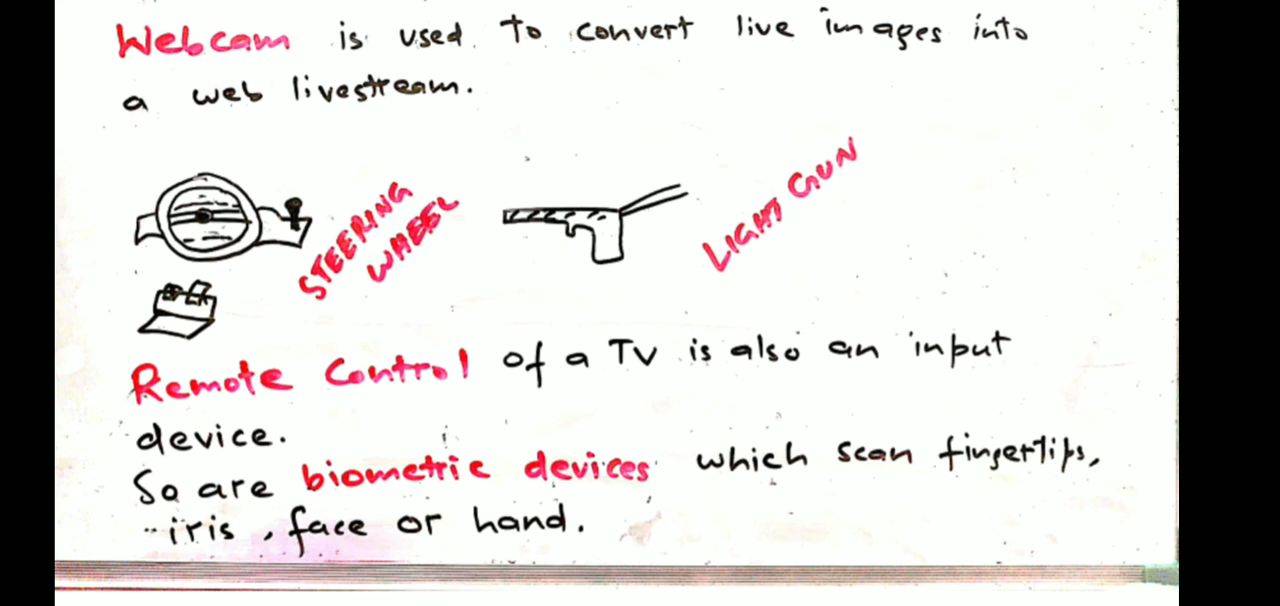 Webcam is used to convert live images into
a web livestream.
STEERING
WHEEL
LIGHT GUN
Remote Control of a TV is also an input
device.
So are biometric devices which scan fingertips,
iris, face or hand.